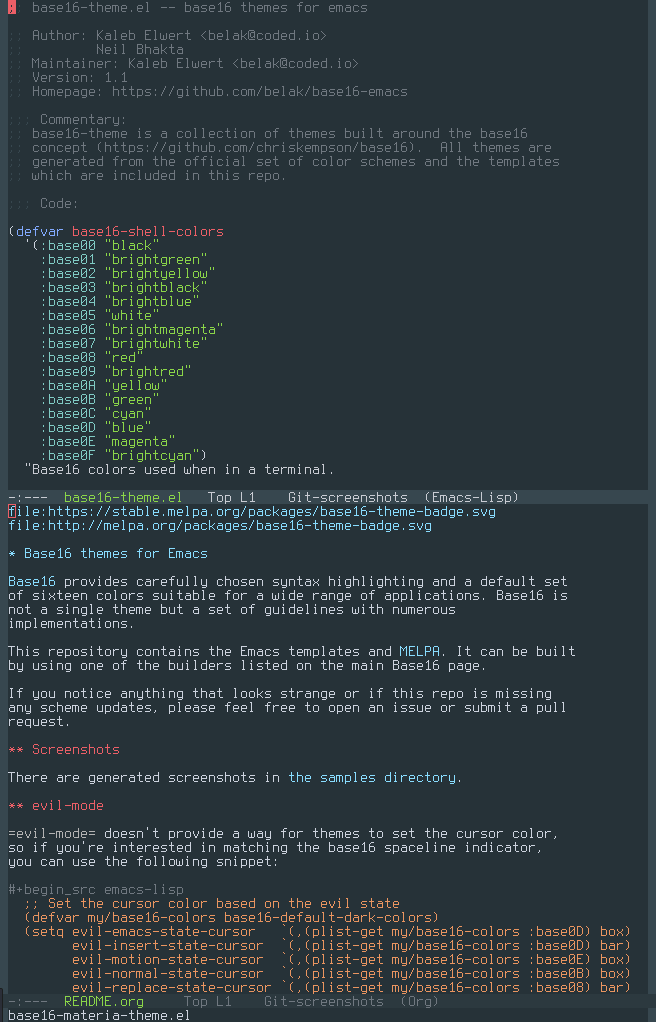 ;; base16-theme.el -- base16 themes for emacs
;; Author: Kaleb Elwert <belak@coded.io>
;;         Neil Bhakta
;; Maintainer: Kaleb Elwert <belak@coded.io>
;; Version: 1.1
;; Homepage: https://github.com/belak/base16-emacs
;;; Commentary:
;; base16-theme is a collection of themes built around the base16
;; concept (https://github.com/chriskempson/base16).  All themes are
;; generated from the official set of color schemes and the templates
;; which are included in this repo.
;;; Code:
(defvar base16-shell-colors
  '(:base00 "black"
    :base01 "brightgreen"
    :base02 "brightyellow"
    :base03 "brightblack"
    :base04 "brightblue"
    :base05 "white"
    :base06 "brightmagenta"
    :base07 "brightwhite"
    :base08 "red"
    :base09 "brightred"
    :base0A "yellow"
    :base0B "green"
    :base0C "cyan"
    :base0D "blue"
    :base0E "magenta"
    :base0F "brightcyan")
  "Base16 colors used when in a terminal.
-:---  base16-theme.el   Top L1    Git-screenshots  (Emacs-Lisp)
file:https://stable.melpa.org/packages/base16-theme-badge.svg
file:http://melpa.org/packages/base16-theme-badge.svg
* Base16 themes for Emacs
Base16 provides carefully chosen syntax highlighting and a default set
of sixteen colors suitable for a wide range of applications. Base16 is
not a single theme but a set of guidelines with numerous
implementations.
This repository contains the Emacs templates and MELPA. It can be built
by using one of the builders listed on the main Base16 page.
If you notice anything that looks strange or if this repo is missing
any scheme updates, please feel free to open an issue or submit a pull
request.
** Screenshots
There are generated screenshots in the samples directory.
** evil-mode
=evil-mode= doesn't provide a way for themes to set the cursor color,
so if you're interested in matching the base16 spaceline indicator,
you can use the following snippet:
#+begin_src emacs-lisp
  ;; Set the cursor color based on the evil state
  (defvar my/base16-colors base16-default-dark-colors)
  (setq evil-emacs-state-cursor   `(,(plist-get my/base16-colors :base0D) box)
        evil-insert-state-cursor  `(,(plist-get my/base16-colors :base0D) bar)
        evil-motion-state-cursor  `(,(plist-get my/base16-colors :base0E) box)
        evil-normal-state-cursor  `(,(plist-get my/base16-colors :base0B) box)
        evil-replace-state-cursor `(,(plist-get my/base16-colors :base08) bar)
-:---  README.org     Top L1    Git-screenshots  (Org)
base16-materia-theme.el